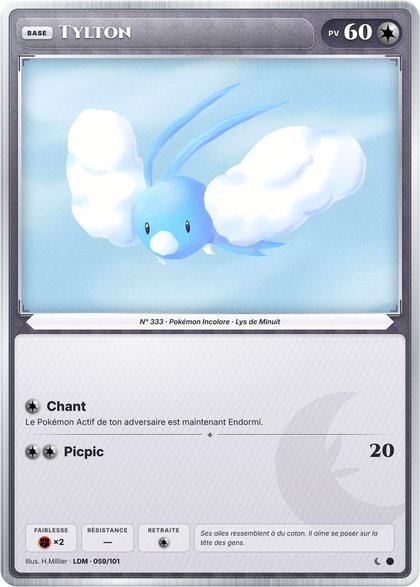 BASE TYLTON PV 60
N° 333 · Pokémon Incolore · Lys de Minuit
Chant
Le Pokémon Actif de ton adversaire est maintenant Endormi.
Picpic 20
FAIBLESSE RÉSISTANCE RETRAITE
×2 —
Ses ailes ressemblent à du coton. Il aime se poser sur la
tête des gens.
Illus. H.Millier · LDM · 059/101